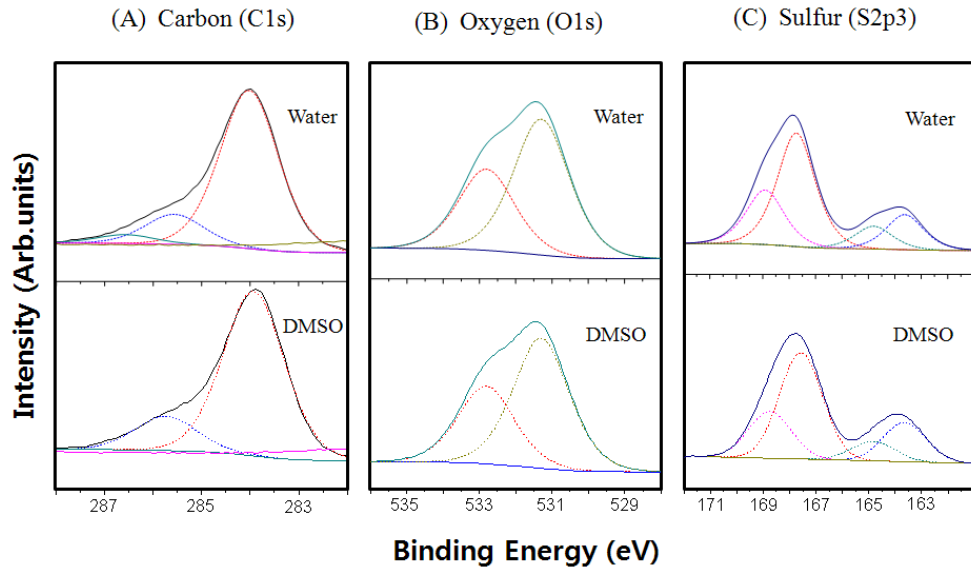 (A) Carbon (C1s)
(B) Oxygen (O1s)
(C) Sulfur (S2p3)
Intensity (Arb.units)
Water
Water
Water
DMSO
DMSO
DMSO
287 284 283
535 533 531 529
171 169 167 165 163
Binding Energy (eV)